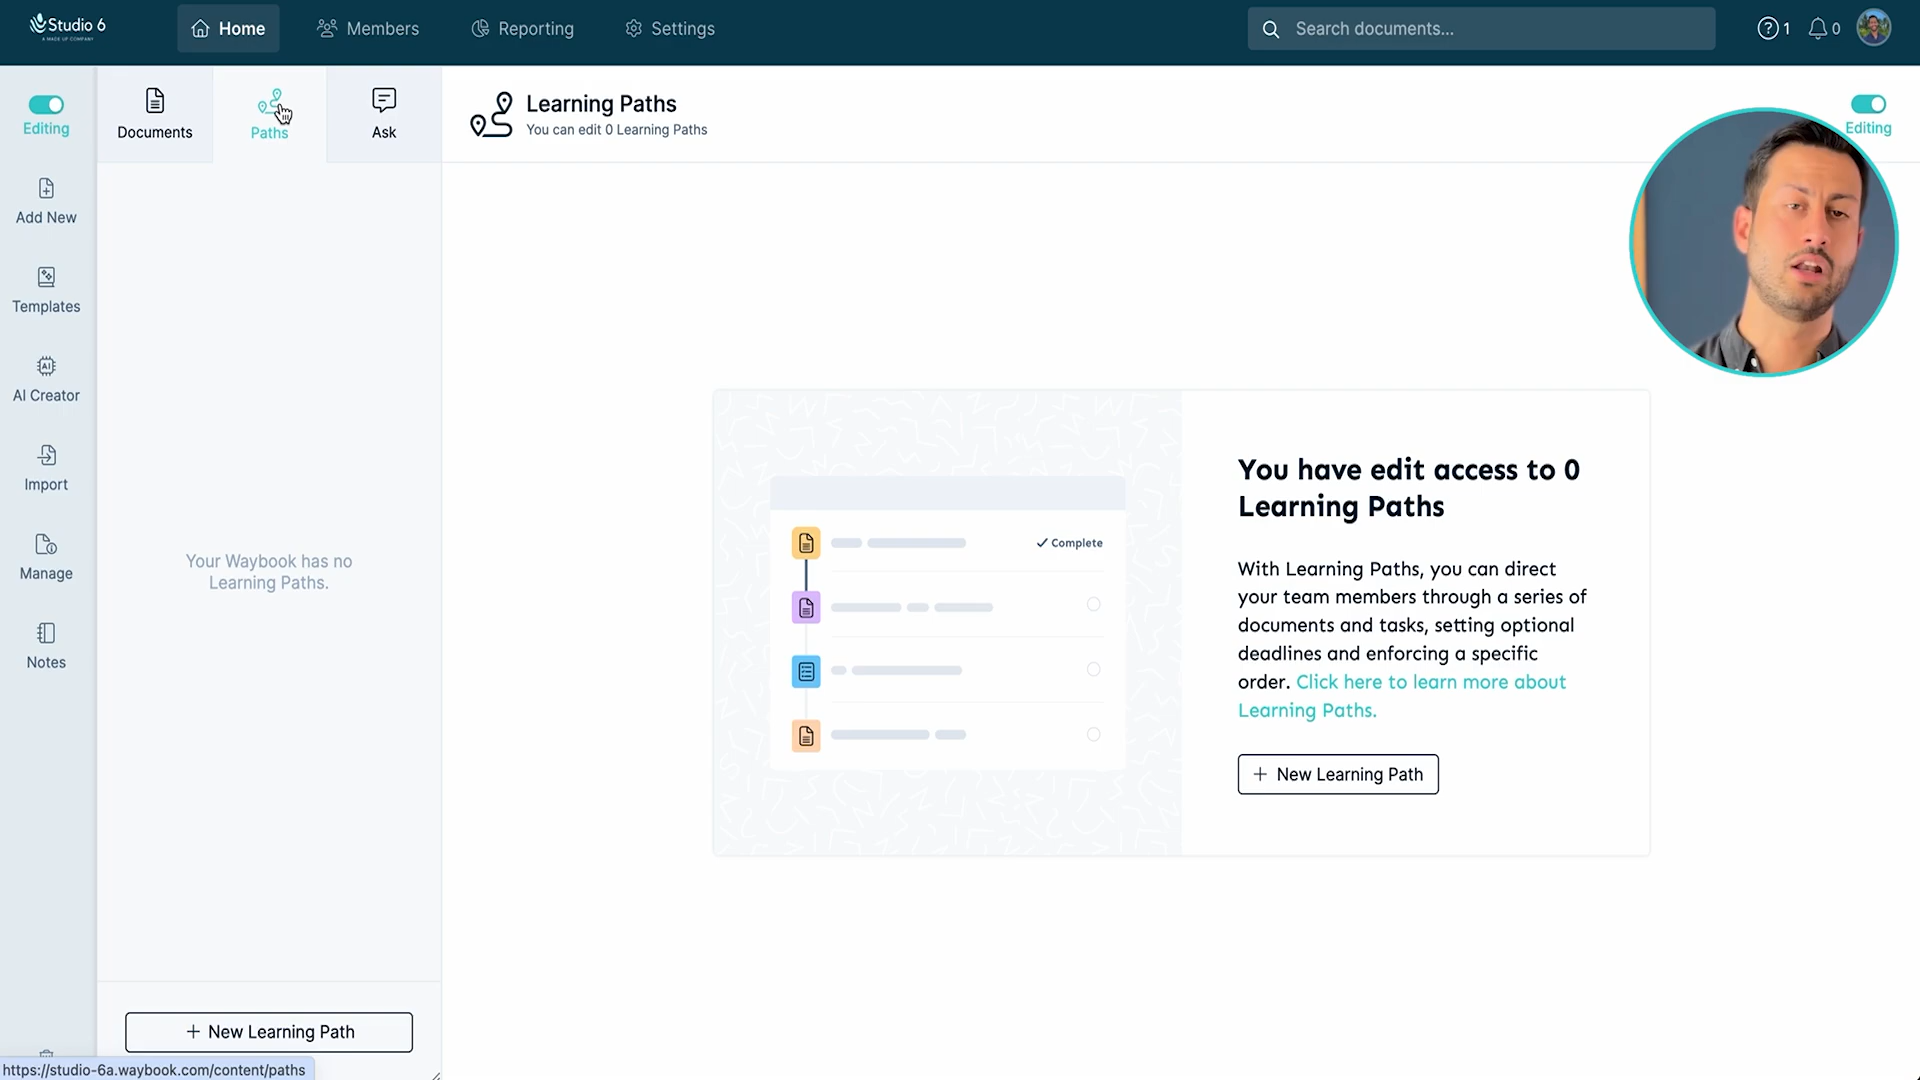 Studio 6
A MADE UP COMPANY
Home
Members
Reporting
Settings
Search documents...
1
0
Editing
Documents
Paths
Ask
Learning Paths
You can edit 0 Learning Paths
Editing
Add New
Templates
AI
AI Creator
Import
Manage
Notes
Your Waybook has no
Learning Paths.
Complete
You have edit access to 0
Learning Paths
With Learning Paths, you can direct
your team members through a series of
documents and tasks, setting optional
deadlines and enforcing a specific
order. Click here to learn more about
Learning Paths.
+ New Learning Path
+ New Learning Path
https://studio-6a.waybook.com/content/paths